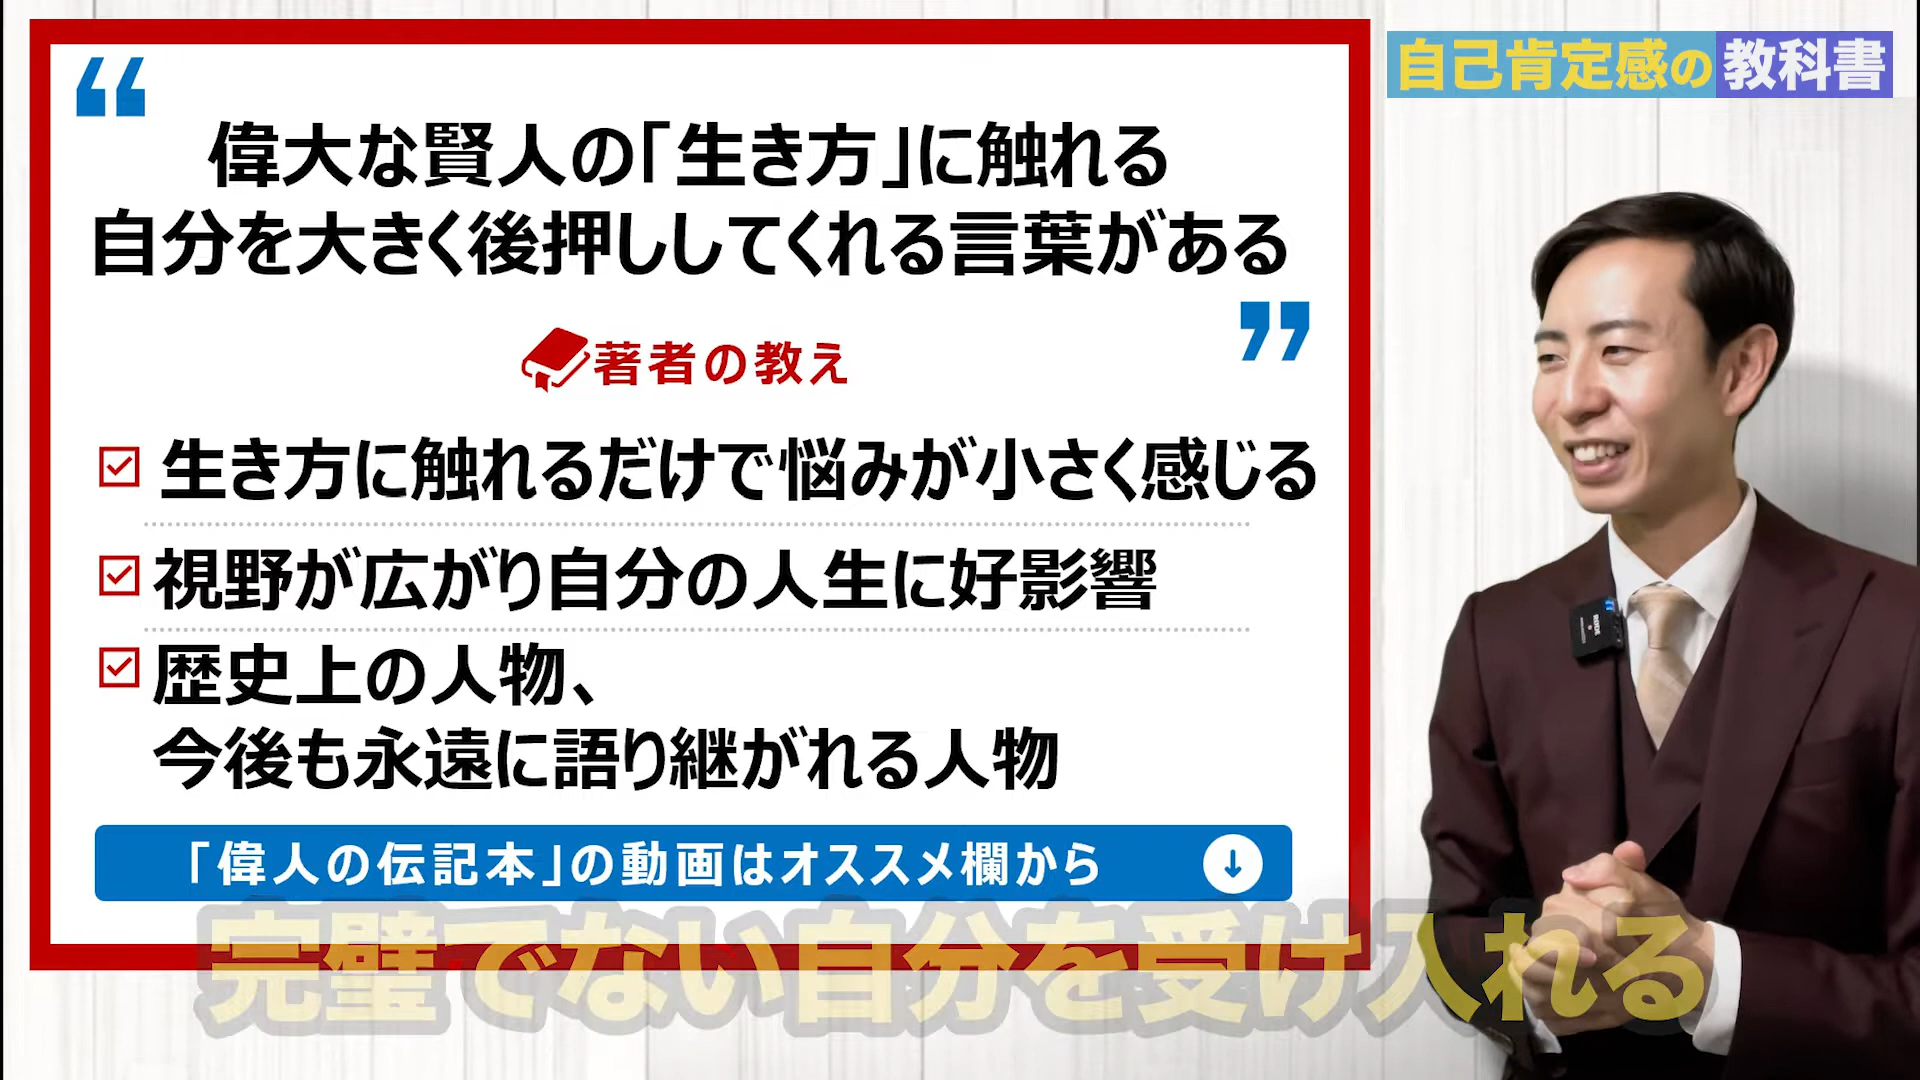 自己肯定感の教科書
偉大な賢人の「生き方」に触れる
自分を大きく後押ししてくれる言葉がある
著者の教え
生き方に触れるだけで悩みが小さく感じる
視野が広がり自分の人生に好影響
歴史上の人物、
今後も永遠に語り継がれる人物
「偉人の伝記本」の動画はオススメ欄から
完璧でない自分を受け入れる
RODE